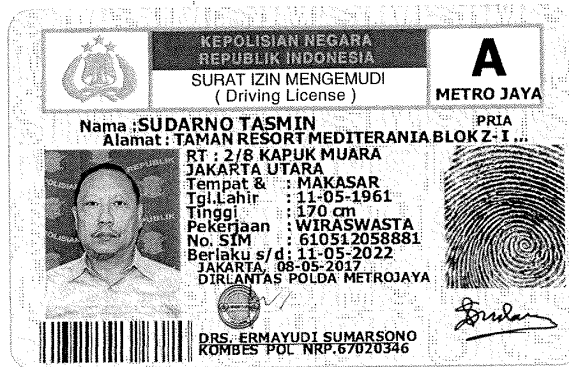 KEPOLISIAN NEGARA
REPUBLIK INDONESIA
SURAT IZIN MENGEMUDI
( Driving License )
A
METRO JAYA
Nama :SUDARNO TASMIN PRIA
Alamat : TAMAN RESORT MEDITERANIA BLOK Z- I ...
RT : 2/8 KAPUK MUARA
JAKARTA UTARA
Tempat & : MAKASAR
Tgl.Lahir : 11-05-1961
Tinggi : 170 cm
Pekerjaan : WIRASWASTA
No. SIM : 610512058881
Berlaku s/d : 11-05-2022
JAKARTA, 08-05-2017
DIRLANTAS POLDA METROJAYA
DRS. ERMAYUDI SUMARSONO
KOMBES POL NRP.67020346